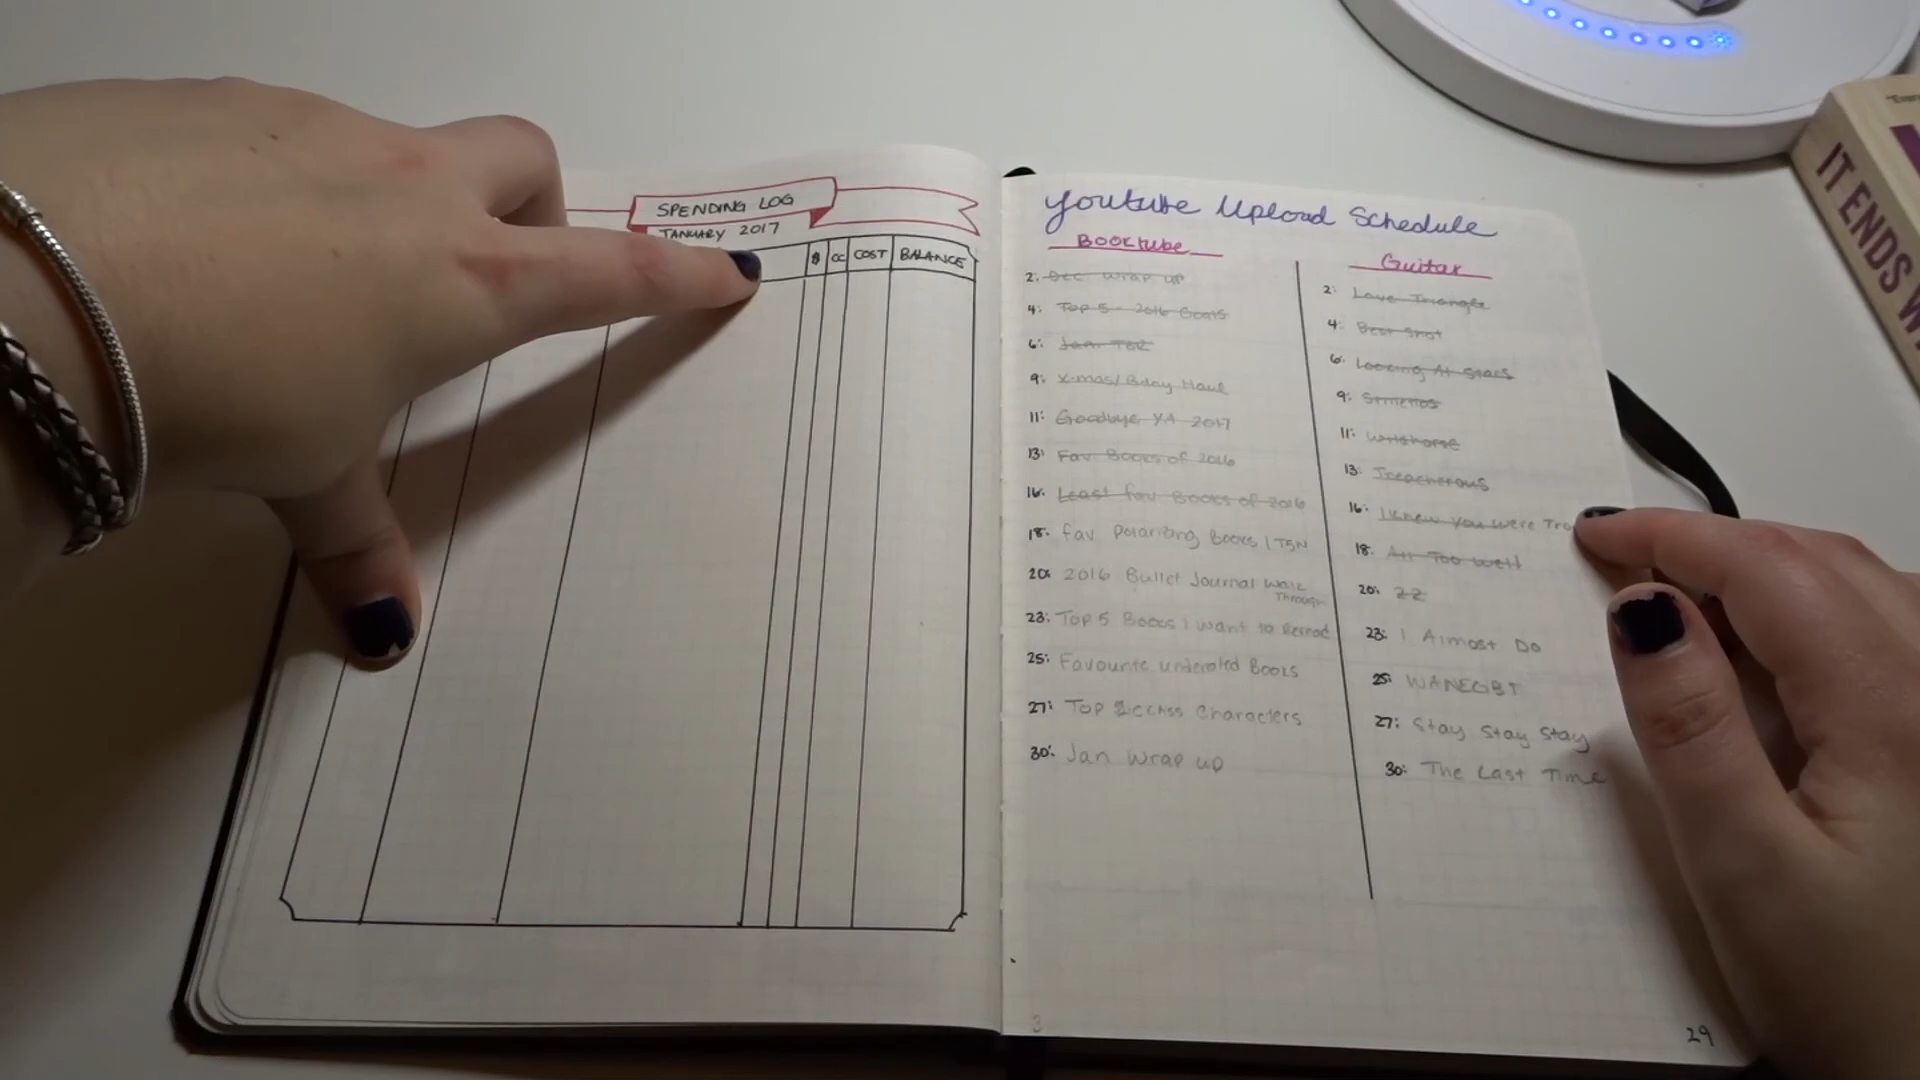 SPENDING LOG
JANUARY 2017
$ CC COST BALANCE
Youtube Upload Schedule
Booktube
2: Dec Wrap up
4: Top 5 - 2016 Goals
6: Jan TBR
9: X-mas/Bday Haul
11: Goodbye YA 2017
13: Fav. Books of 2016
16: Least fav Books of 2016
18: fav Polarizing Books | T5W
20: 2016 Bullet Journal Walk
Through
23: Top 5 Books I want to Reread
25: Favourite underrated Books
27: Top Characters
30: Jan Wrap up
Guitar
2: Love Triangle
4: Best Shot
6: Looking At Stars
9: Stilettos
11: Wildhorse
13: Treacherous
16: I knew you were Tro
18: All Too Well
20: 22
23: I Almost Do
25: WANEGBT
27: Stay Stay Stay
30: The Last Time
3
29
IT ENDS W